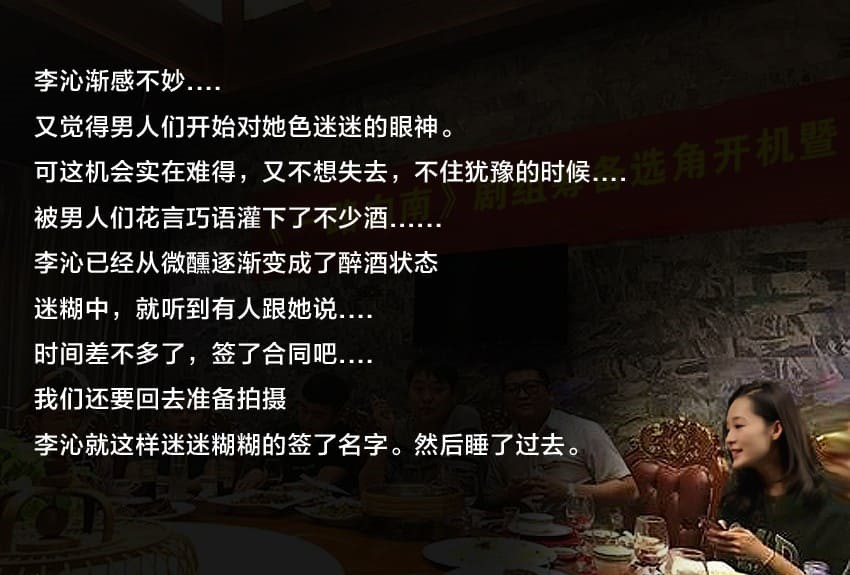 李沁渐感不妙....
又觉得男人们开始对她色迷迷的眼神。
可这机会实在难得，又不想失去，不住犹豫的时候....
被男人们花言巧语灌下了不少酒......
李沁已经从微醺逐渐变成了醉酒状态
迷糊中，就听到有人跟她说....
时间差不多了，签了合同吧....
我们还要回去准备拍摄
李沁就这样迷迷糊糊的签了名字。然后睡了过去。
南》剧组筹备选角开机暨